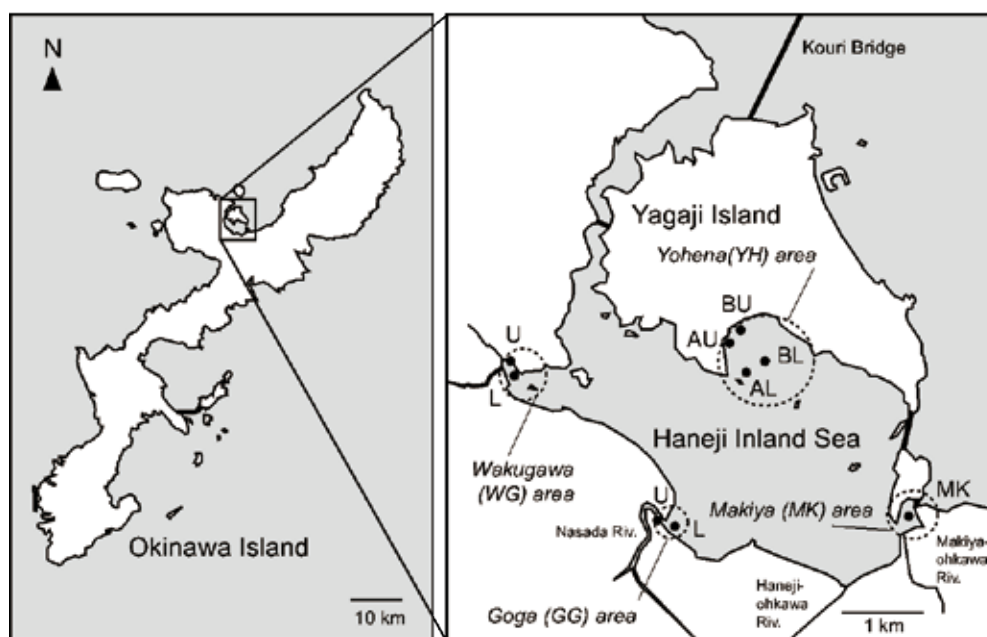 N
Okinawa Island
10 km
Kouri Bridge
Yagaji Island
Yohena(YH) area
BU
AU
BL
AL
U
L
Haneji Inland Sea
Wakugawa
(WG) area
Makiya (MK) area
MK
U
L
Nasada Riv.
Makiya-
ohkawa
Riv.
Goga (GG) area
Haneji-
ohkawa
Riv.
1 km